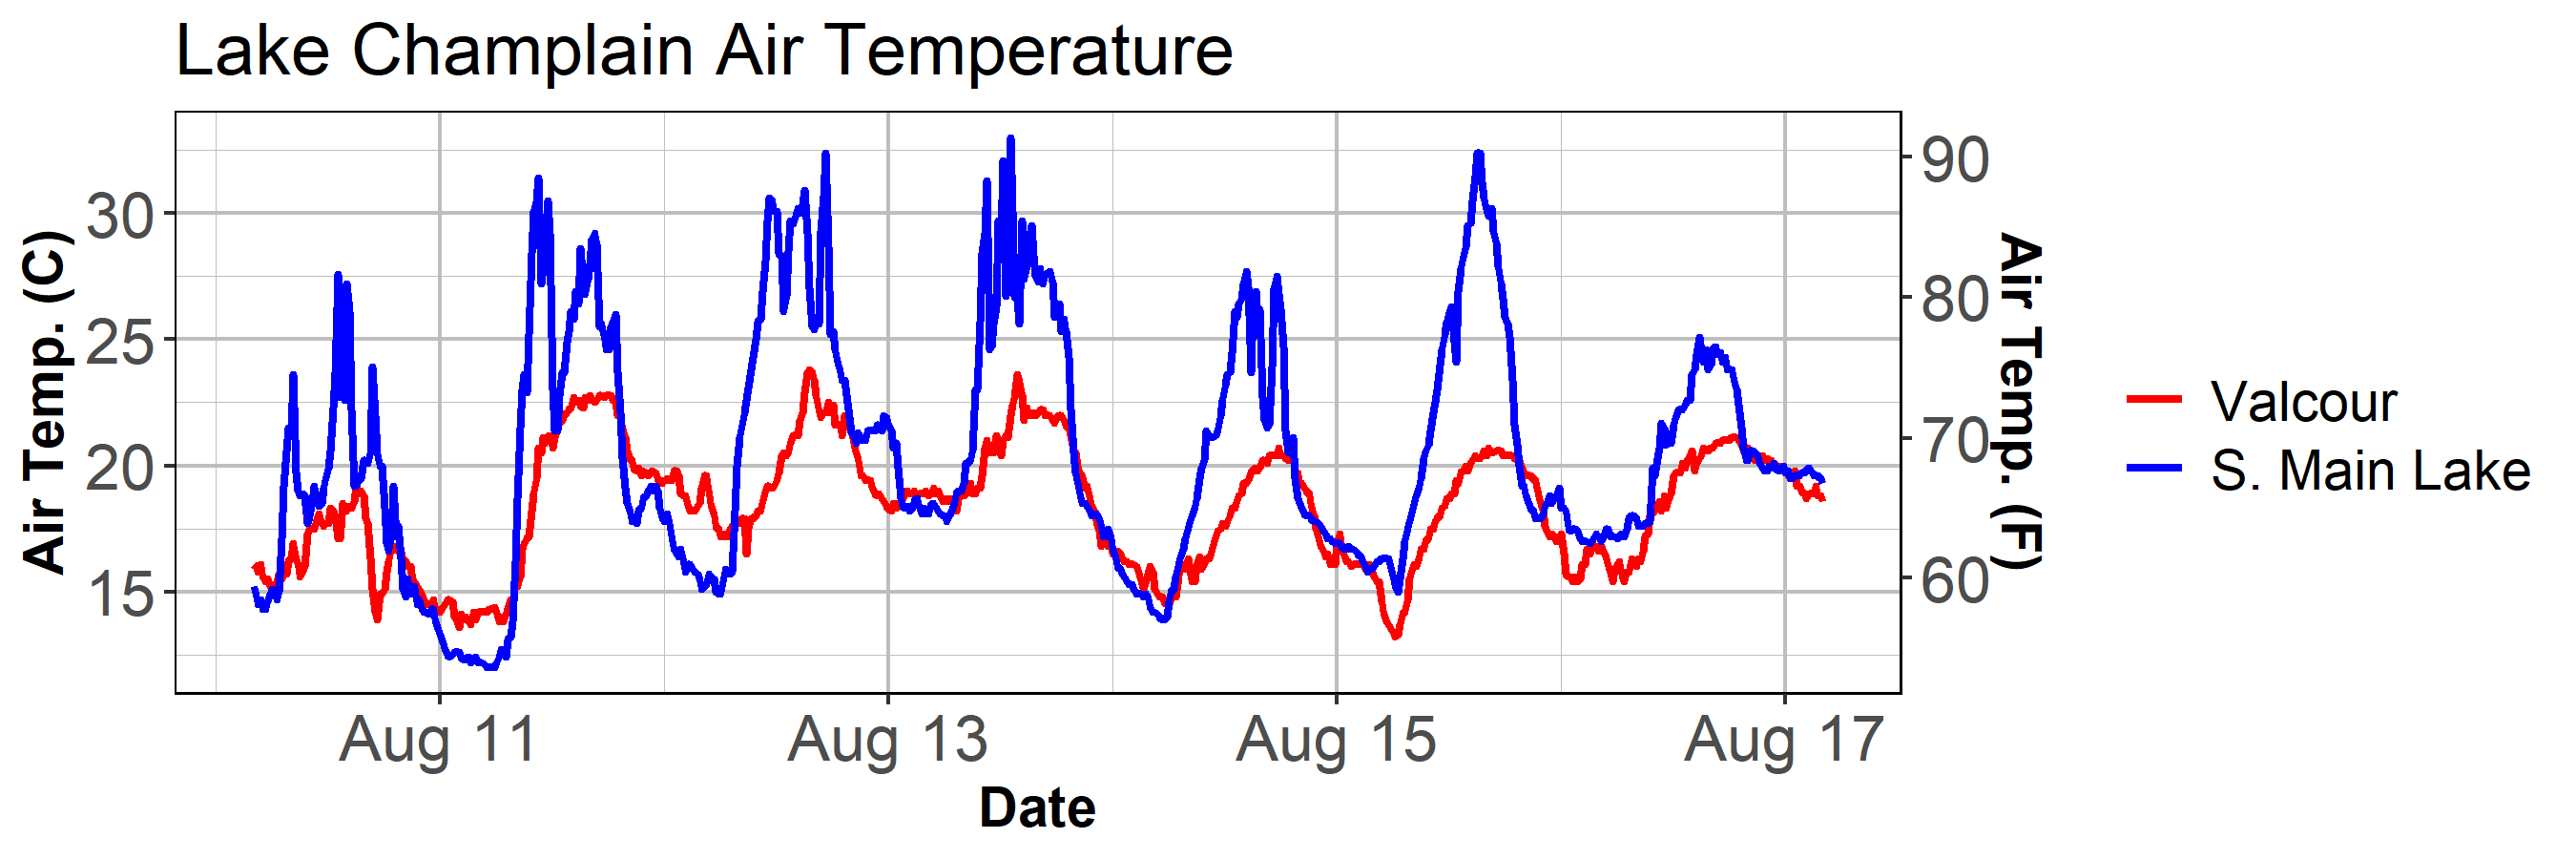 Lake Champlain Air Temperature
Air Temp. (C)
30
25
20
15
90
80
70
60
Air Temp. (F)
Aug 11
Aug 13
Aug 15
Aug 17
Date
Valcour
S. Main Lake